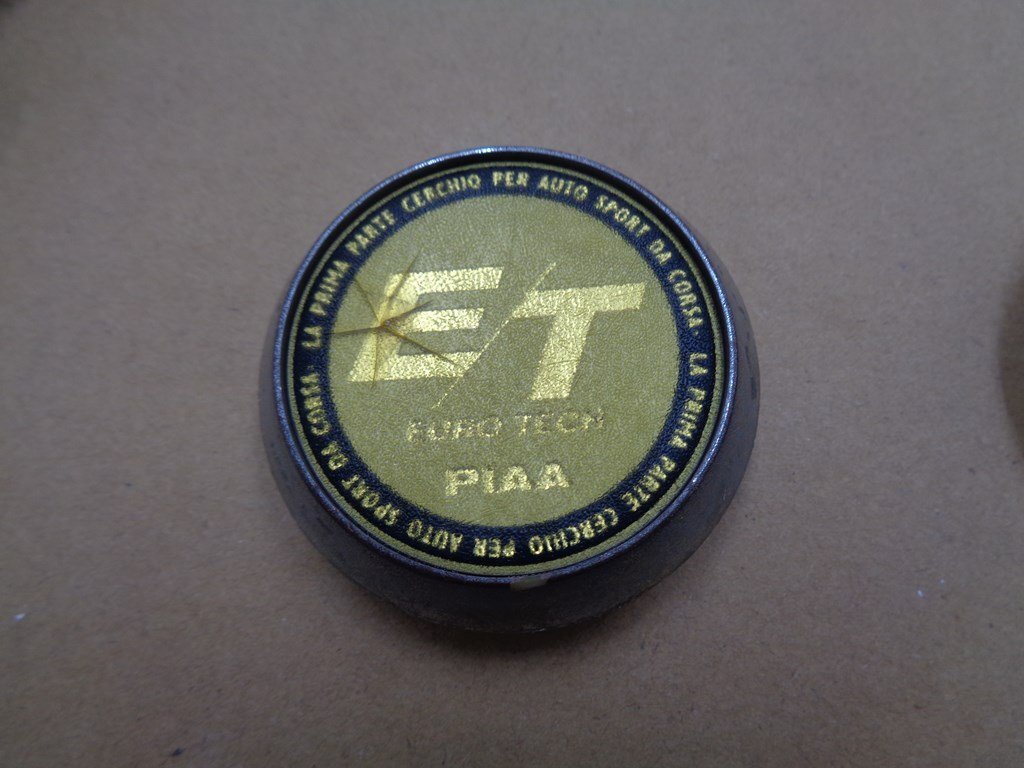 LA PRIMA PARTE CERCHIO PER AUTO SPORT DA CORSA · LA PRIMA PARTE CERCHIO PER AUTO SPORT DA CORSA ·
E/T
EURO TECH
PIAA